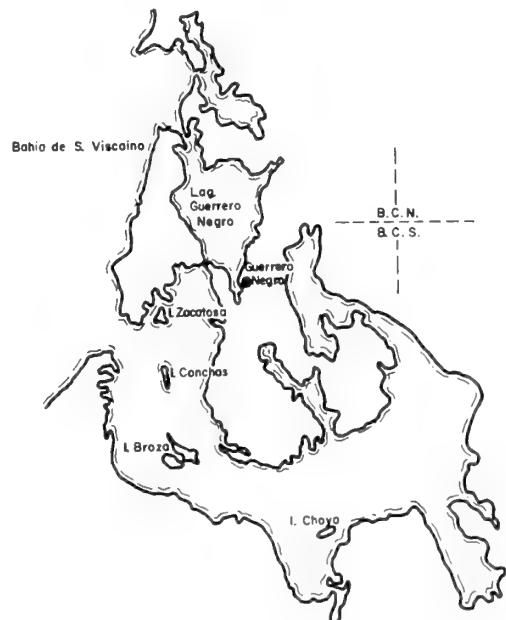 Bahia de S. Viscaino
Lag.
Guerrero
Negro
B.C.N.
B.C.S.
Guerrero
Negro
I. Zacatosa
I. Conchas
I. Broza
I. Choya